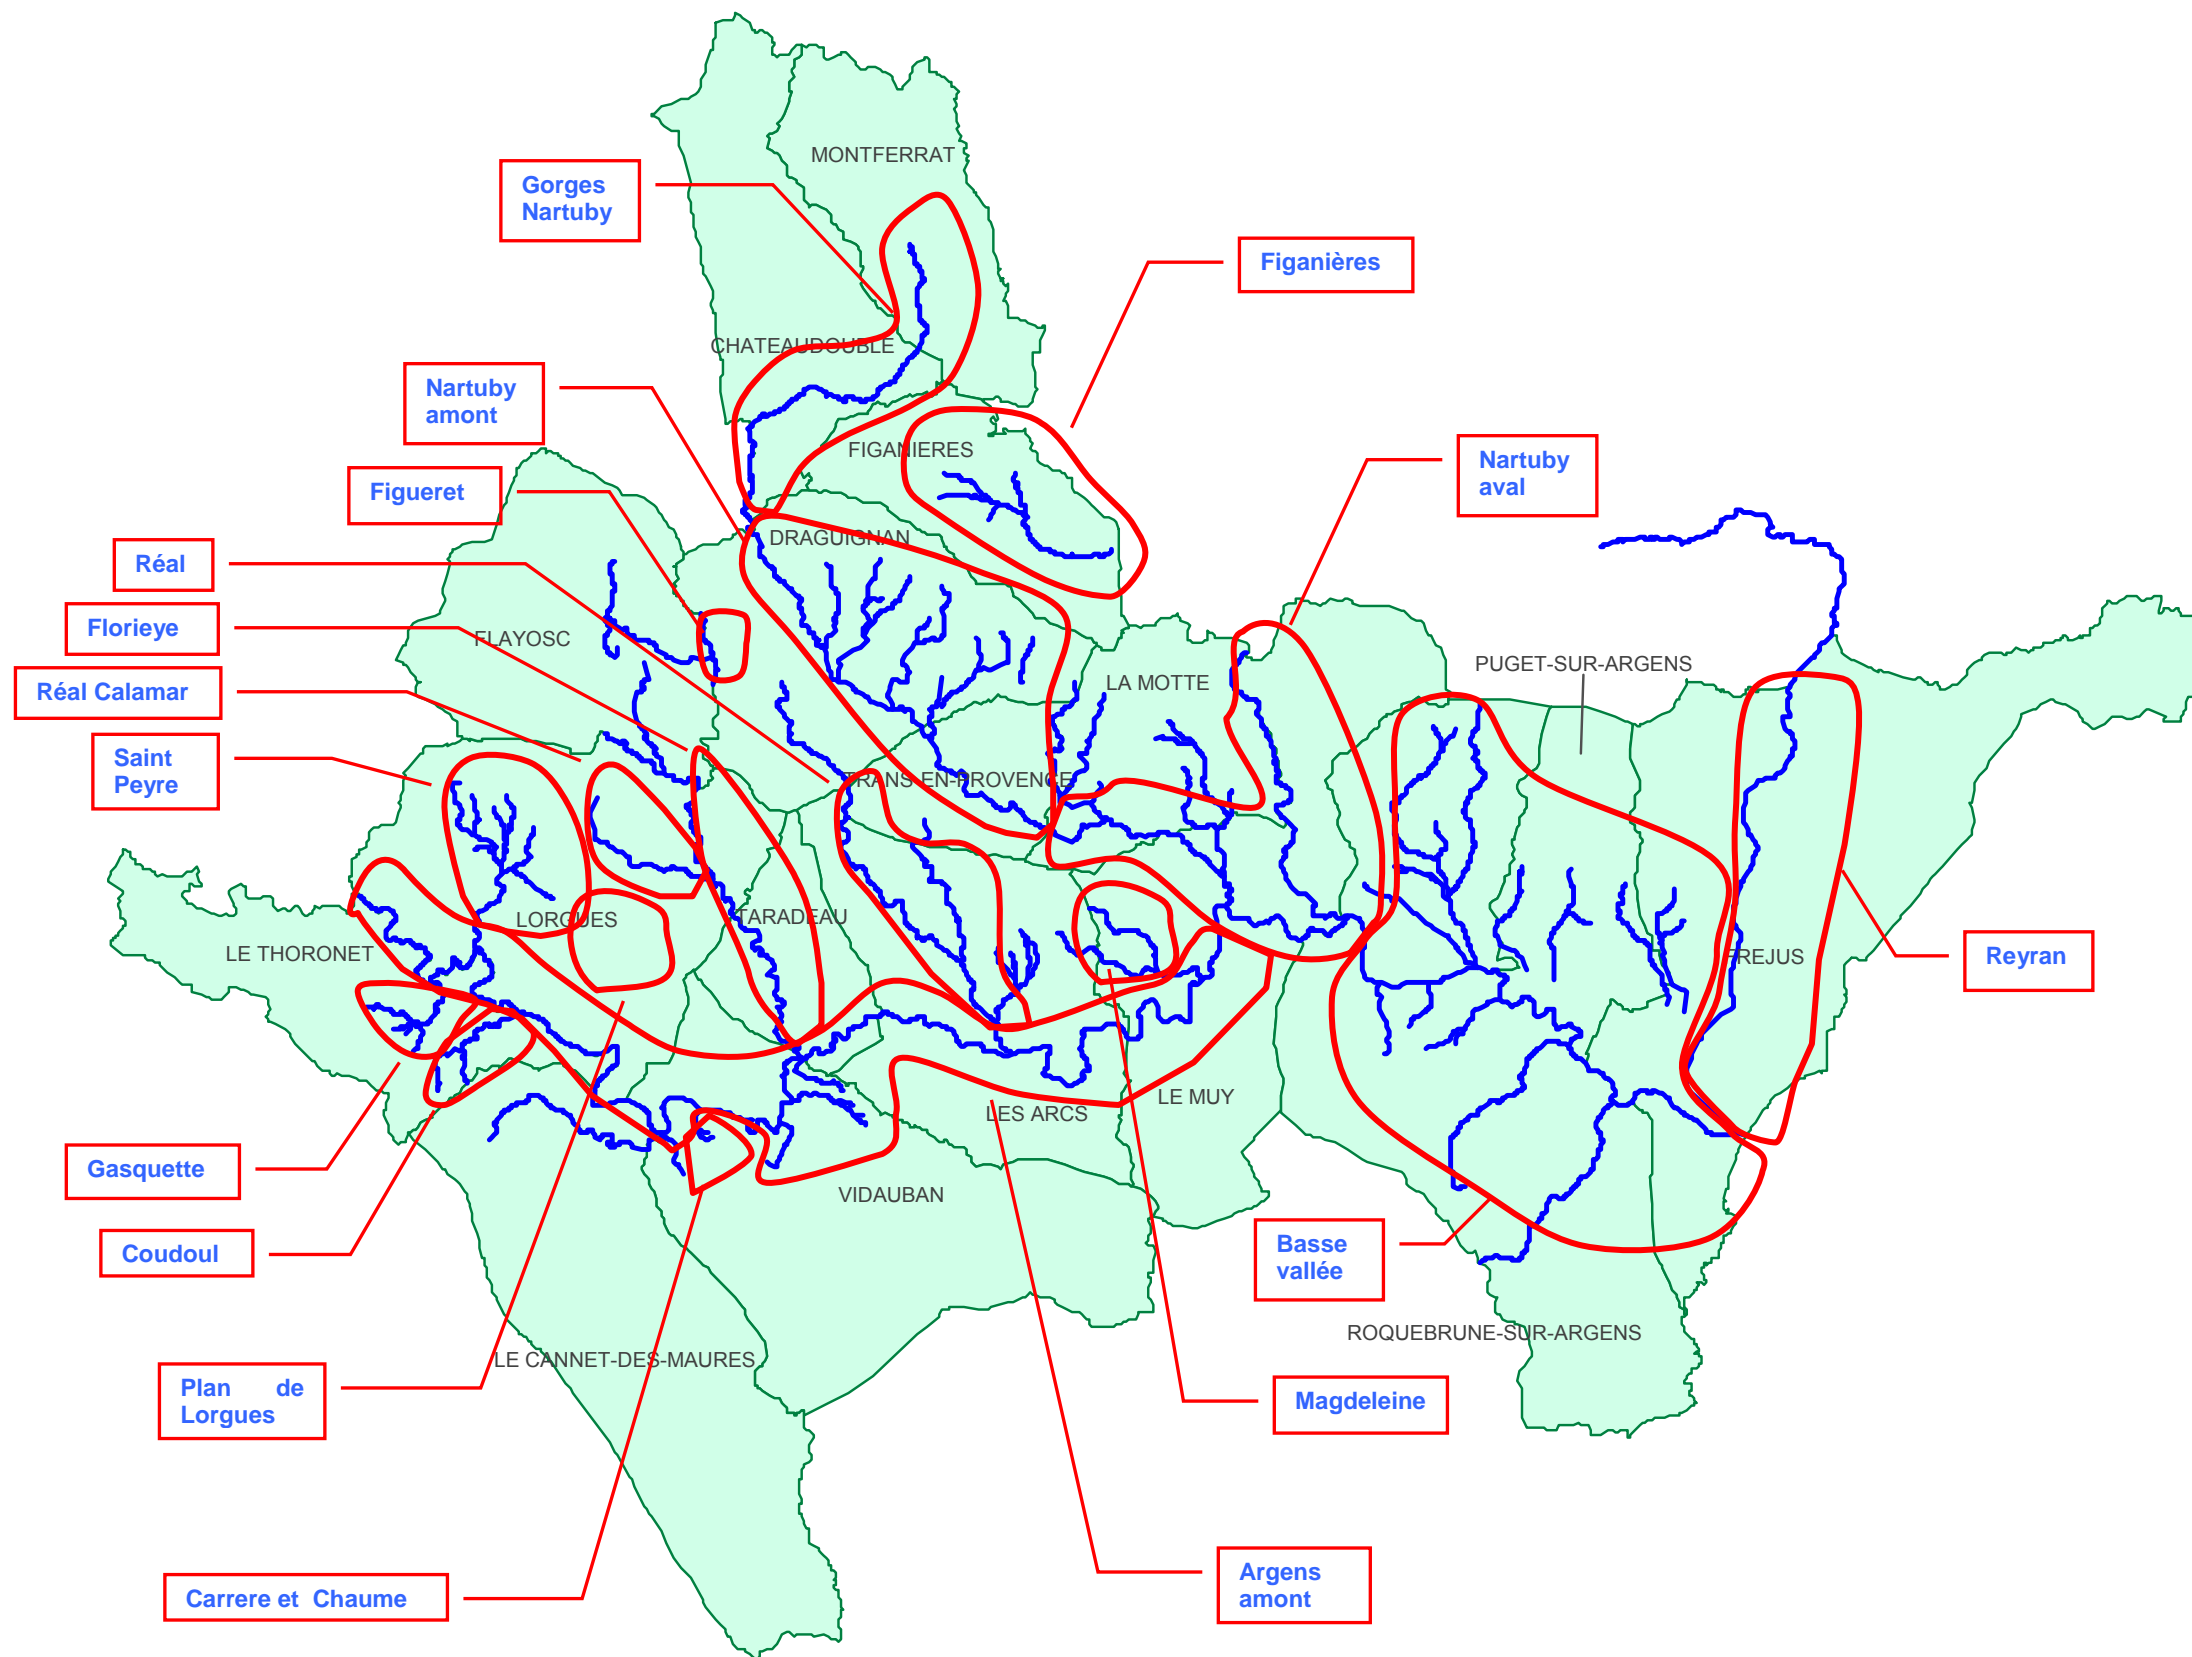 MONTFERRAT
Gorges
Nartuby
Figanières
CHATEAUDOUBLE
Nartuby
amont
FIGANIERES
Nartuby
aval
Figueret
DRAGUIGNAN
Réal
Florieye
FLAYOSC
PUGET-SUR-ARGENS
LA MOTTE
Réal Calamar
Saint
Peyre
TRANS-EN-PROVENCE
LORGUES
TARADEAU
LE THORONET
FREJUS
Reyran
LE MUY
LES ARCS
Gasquette
VIDAUBAN
Coudoul
Basse
vallée
ROQUEBRUNE-SUR-ARGENS
LE CANNET-DES-MAURES
Plan de
Lorgues
Magdeleine
Argens
amont
Carrere et Chaume